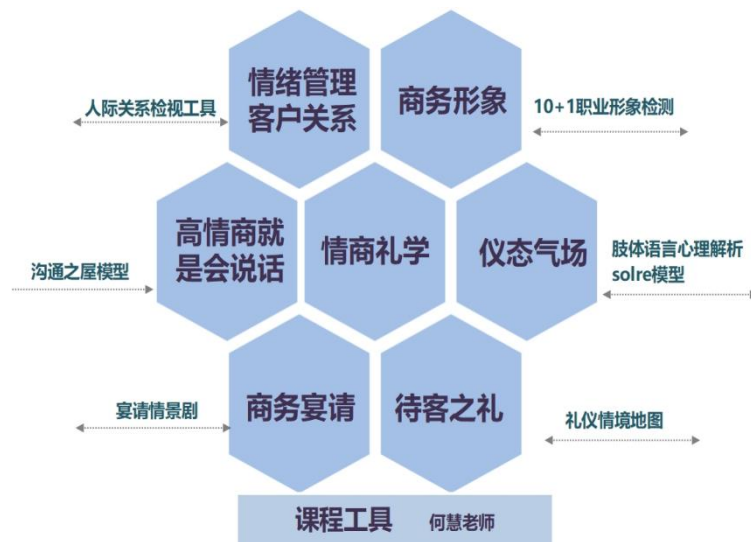 情绪管理
客户关系
商务形象
人际关系检视工具
10+1职业形象检测
高情商就
是会说话
情商礼学
仪态气场
沟通之屋模型
肢体语言心理解析
solre模型
商务宴请
待客之礼
宴请情景剧
礼仪情境地图
课程工具 何慧老师